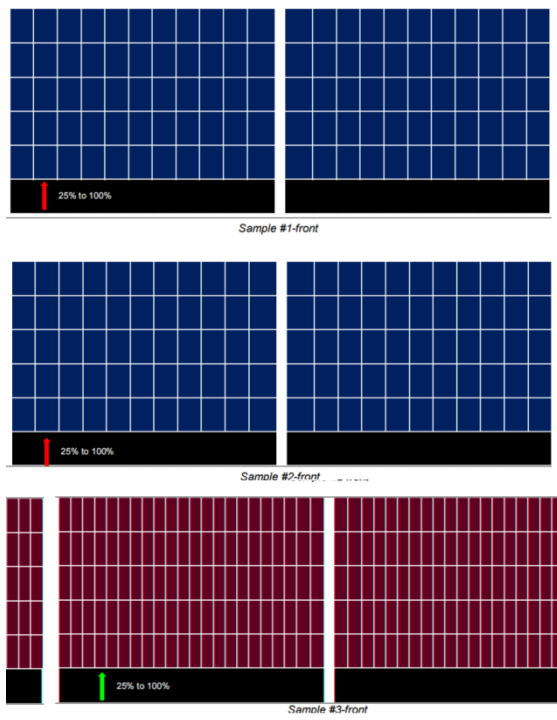 25% to 100%
Sample #1-front
25% to 100%
Sample #2-front
25% to 100%
Sample #3-front